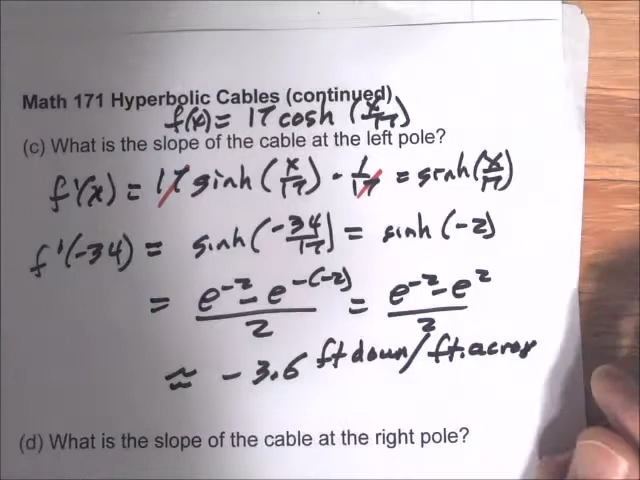 Math 171 Hyperbolic Cables (continued)
f(x) = 17 cosh (x/17)
(c) What is the slope of the cable at the left pole?
f'(x) = 17 sinh (x/17) · 1/17 = sinh (x/17)
f'(-34) = sinh (-34/17) = sinh (-2)
= (e^-2 - e^-(-2))/2 = (e^-2 - e^2)/2
≈ -3.6 ft down/ft. across
(d) What is the slope of the cable at the right pole?